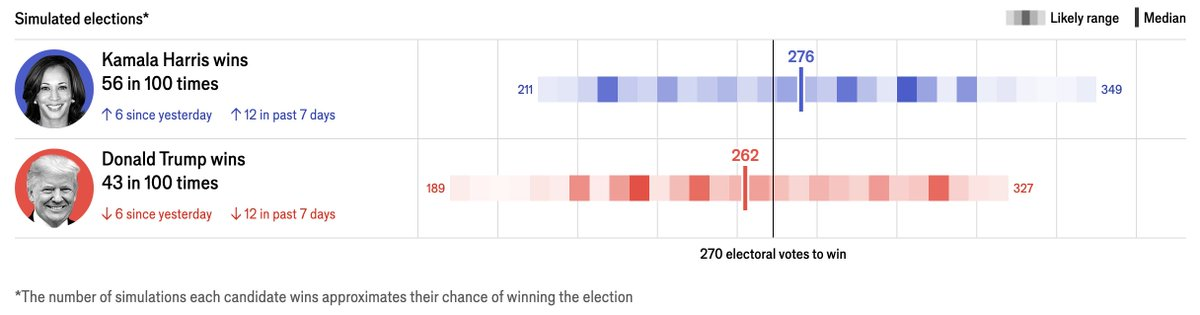 Simulated elections*
Likely range
Median
Kamala Harris wins
56 in 100 times
↑ 6 since yesterday ↑ 12 in past 7 days
211
276
349
Donald Trump wins
43 in 100 times
↓ 6 since yesterday ↓ 12 in past 7 days
189
262
327
270 electoral votes to win
*The number of simulations each candidate wins approximates their chance of winning the election